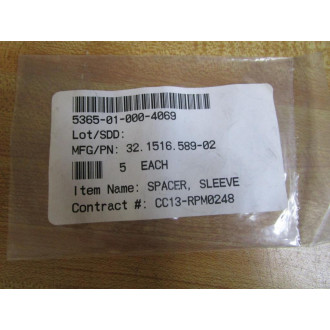 5365-01-000-4069
Lot/SDD:
MFG/PN: 32.1516.589-02
5 EACH
Item Name: SPACER, SLEEVE
Contract #: CC13-RPM0248